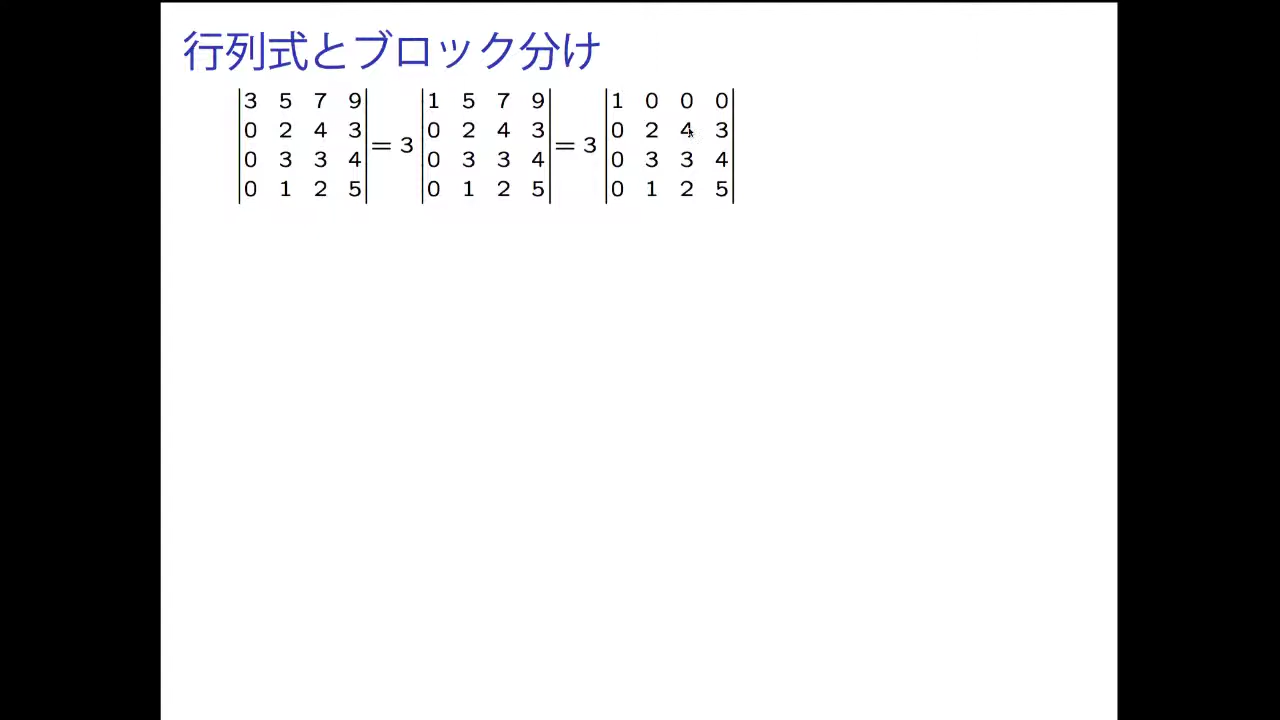 行列式とブロック分け
|3 5 7 9| |1 5 7 9| |1 0 0 0|
|0 2 4 3| |0 2 4 3| |0 2 4 3|
= 3 = 3
|0 3 3 4| |0 3 3 4| |0 3 3 4|
|0 1 2 5| |0 1 2 5| |0 1 2 5|